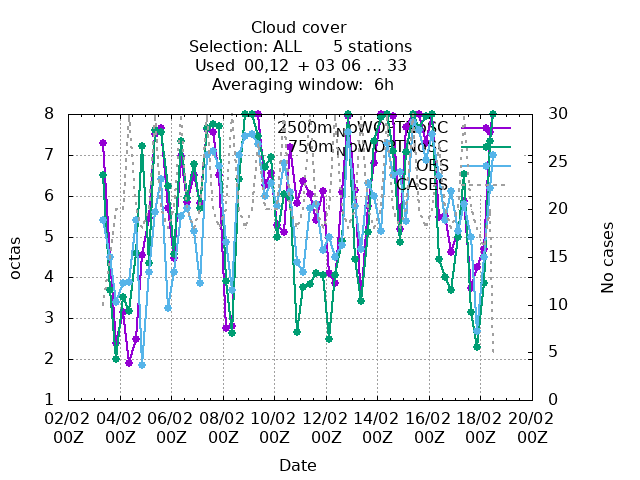 Cloud cover
Selection: ALL 5 stations
Used 00,12 + 03 06 ... 33
Averaging window: 6h
octas
8
7
6
5
4
3
2
1
30
25
20
15
10
5
0
No cases
OBS
CASES
02/02 04/02 06/02 08/02 10/02 12/02 14/02 16/02 18/02 20/02
00Z 00Z 00Z 00Z 00Z 00Z 00Z 00Z 00Z 00Z
Date